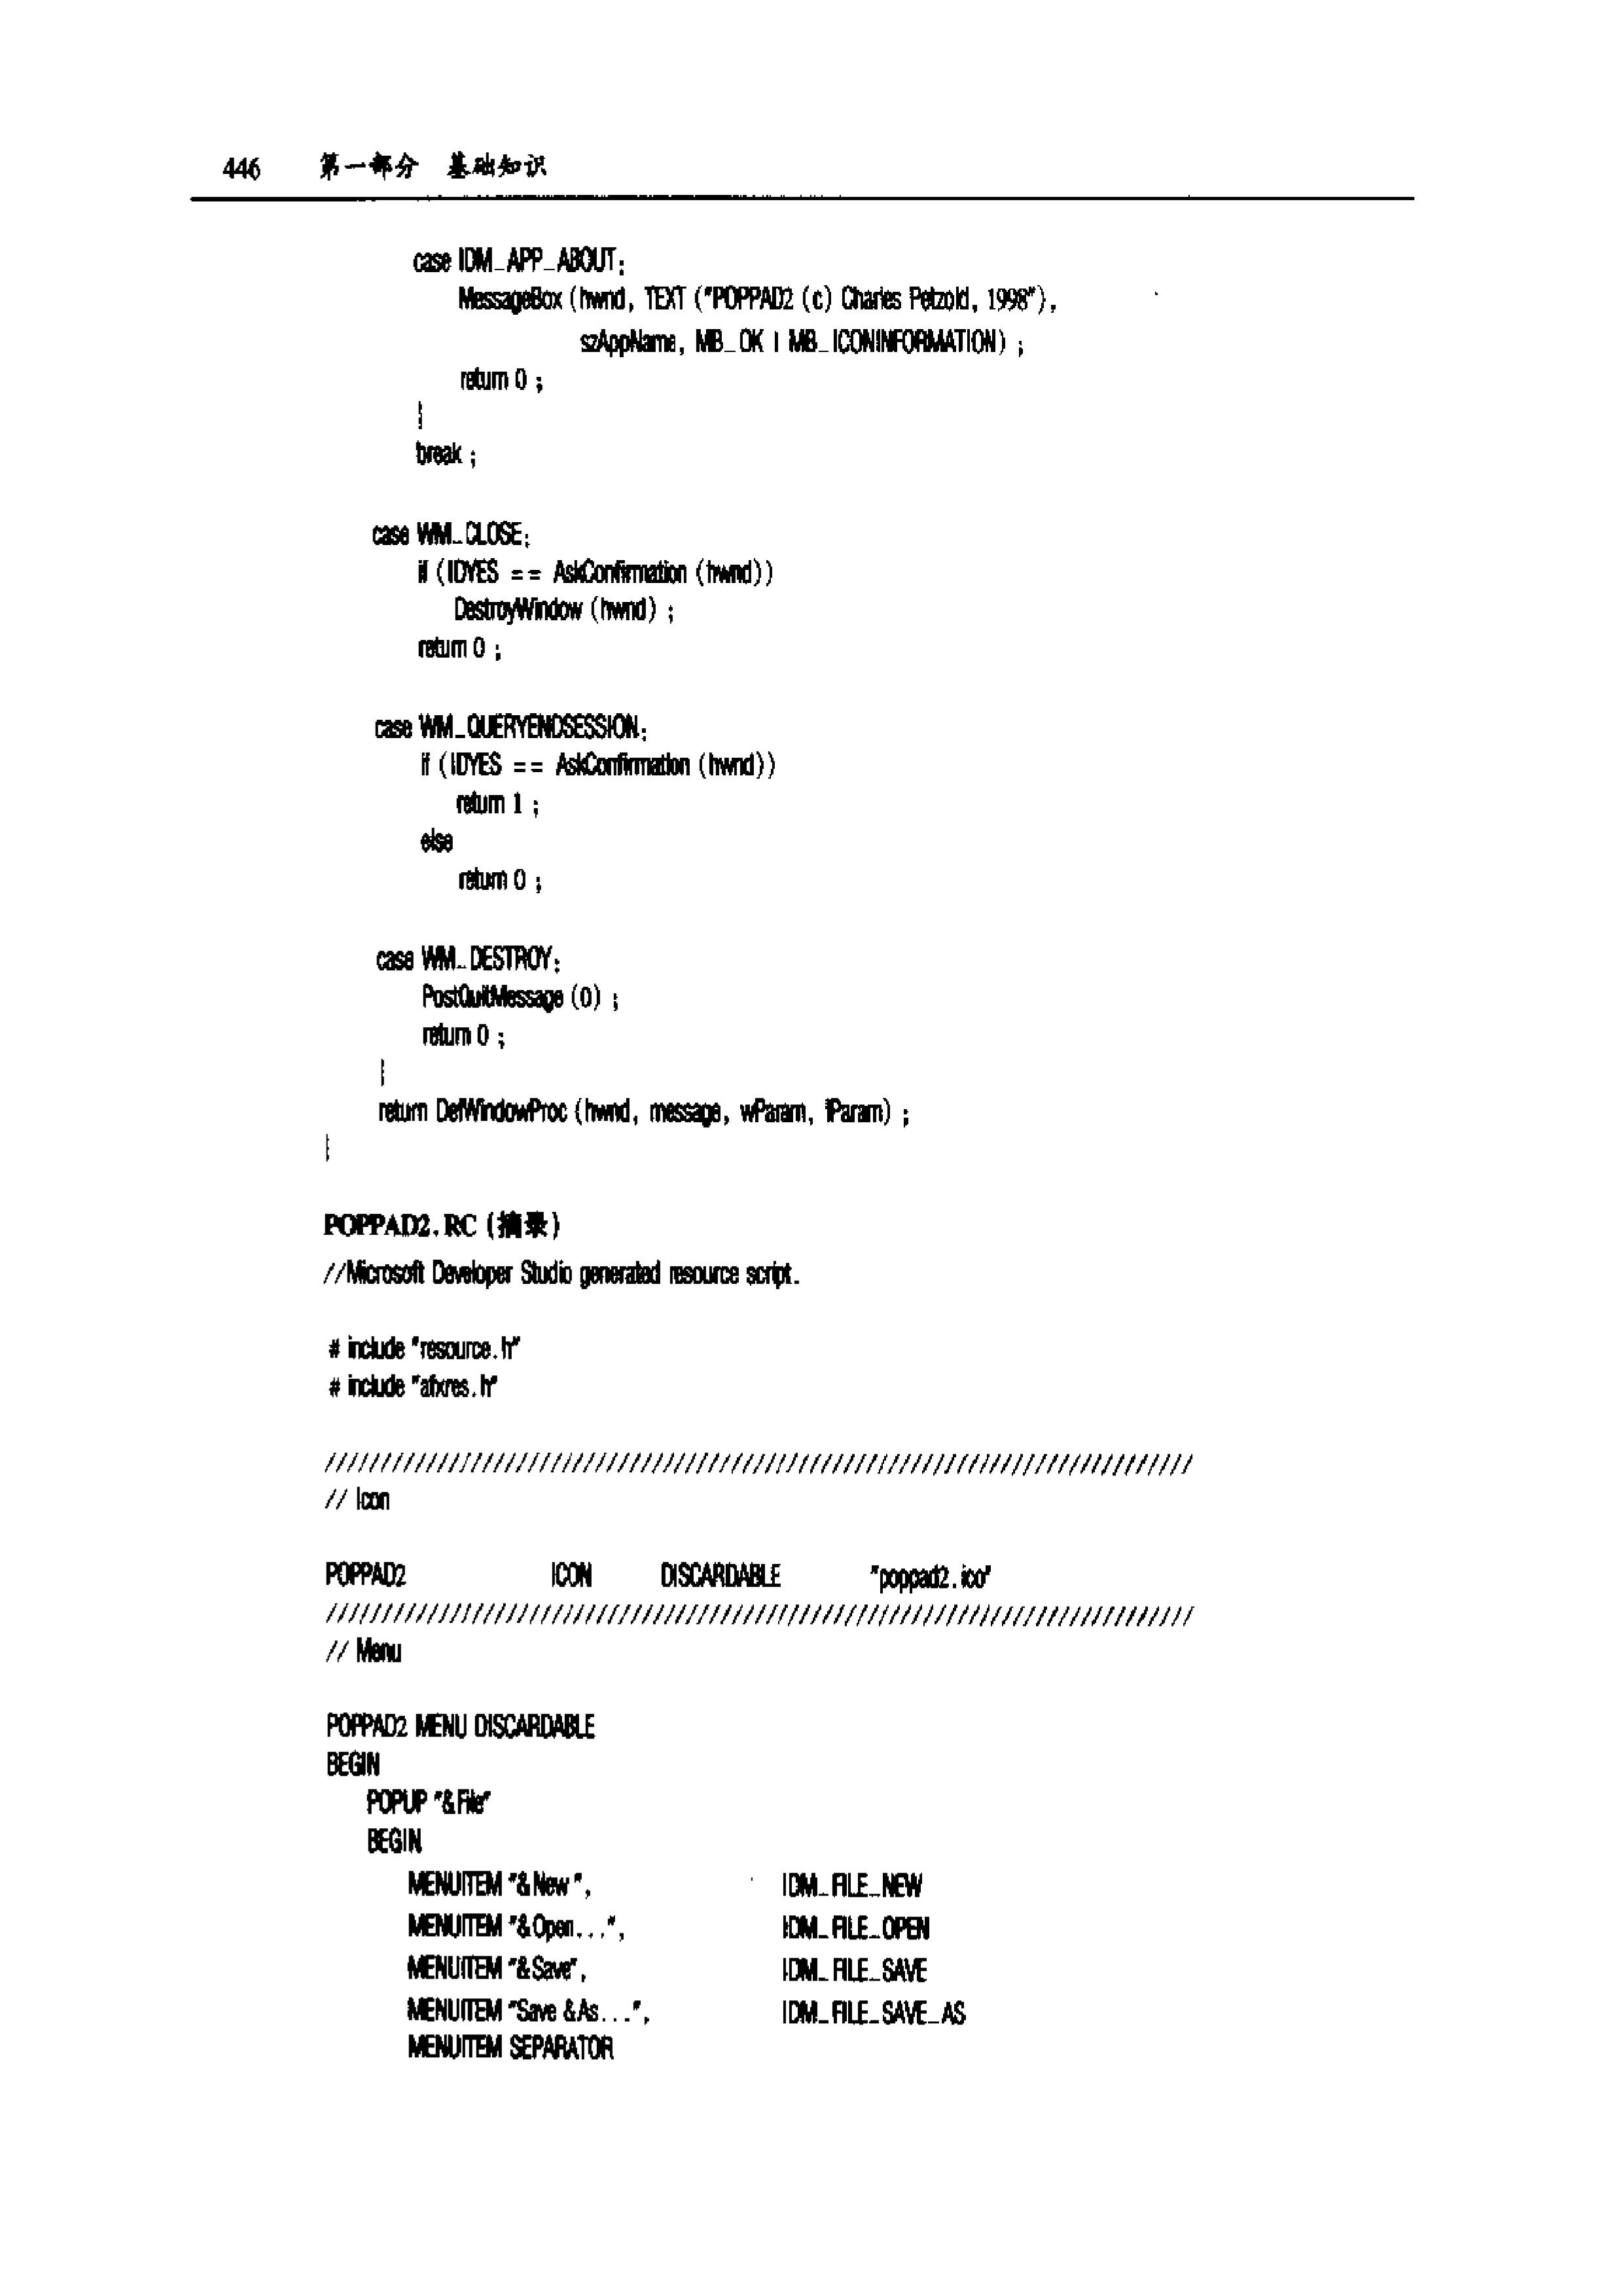 446 第一部分 基础知识
case IDM_APP_ABOUT:
MessageBox (hwnd, TEXT ("POPPAD2 (c) Charles Petzold, 1998"),
szAppName, MB_OK | MB_ICONINFORMATION) ;
return 0 ;
}
break ;
case WM_CLOSE:
if (IDYES == AskConfirmation (hwnd))
DestroyWindow (hwnd) ;
return 0 ;
case WM_QUERYENDSESSION:
if (IDYES == AskConfirmation (hwnd))
return 1 ;
else
return 0 ;
case WM_DESTROY:
PostQuitMessage (0) ;
return 0 ;
}
return DefWindowProc (hwnd, message, wParam, lParam) ;
}
POPPAD2.RC (摘录)
//Microsoft Developer Studio generated resource script.
# include "resource.h"
# include "afxres.h"
/////////////////////////////////////////////////////////////////////////////
// Icon
POPPAD2 ICON DISCARDABLE "poppad2.ico"
/////////////////////////////////////////////////////////////////////////////
// Menu
POPPAD2 MENU DISCARDABLE
BEGIN
POPUP "&File"
BEGIN
MENUITEM "&New", IDM_FILE_NEW
MENUITEM "&Open...", IDM_FILE_OPEN
MENUITEM "&Save", IDM_FILE_SAVE
MENUITEM "Save &As...", IDM_FILE_SAVE_AS
MENUITEM SEPARATOR